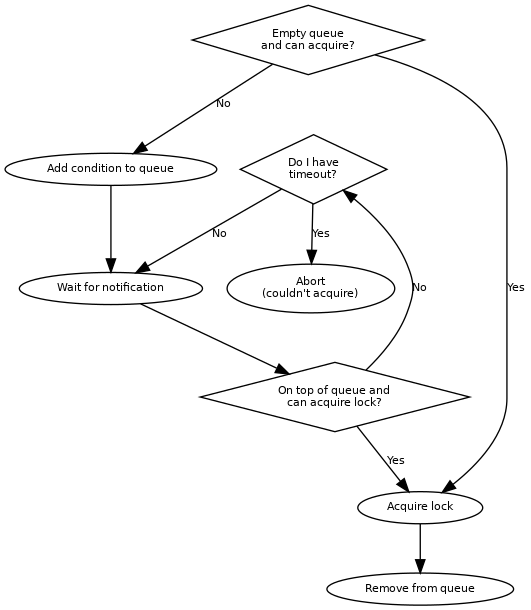 Empty queue
and can acquire?
No
Do I have
timeout?
Add condition to queue
No
Yes
Wait for notification
Abort
(couldn't acquire)
No
Yes
On top of queue and
can acquire lock?
Yes
Acquire lock
Remove from queue